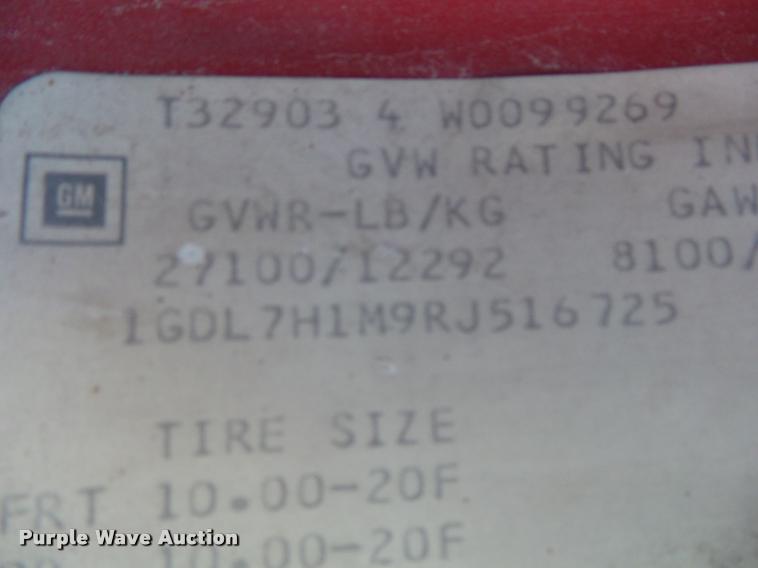 T32903 4 W0099269
GVW RATING IN
GM
GVWR-LB/KG GAW
27100/12292 8100/
1GDL7H1M9RJ516725
TIRE SIZE
FRT 10.00-20F
10.00-20F
Purple Wave Auction